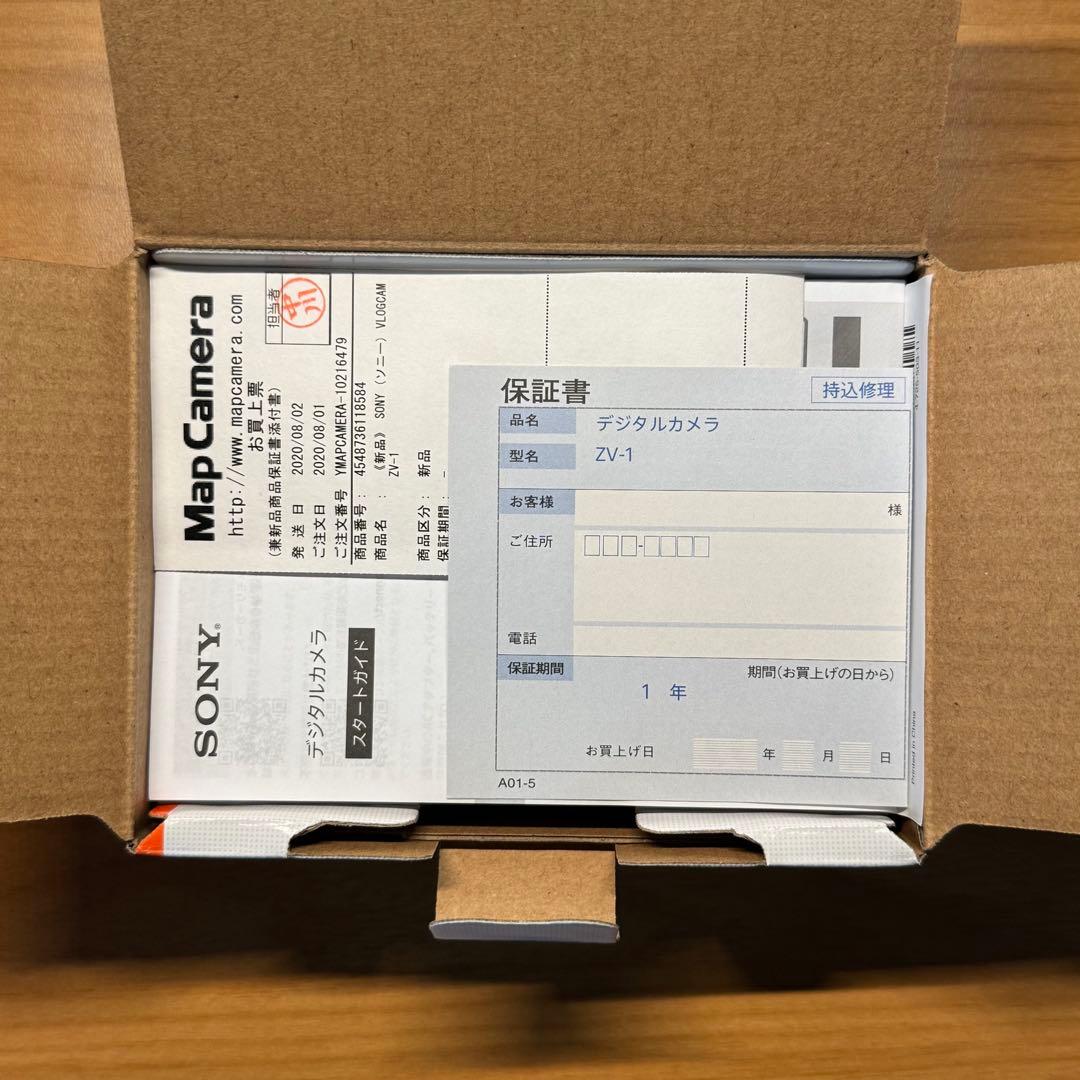 Map Camera
http://www.mapcamera.com
お買上票
(兼新品商品保証書添付書)
担当者
中川
発 送 日 2020/08/02
ご注文日 2020/08/01
ご注文番号 YMAPCAMERA-10216479
商品番号: 4548736118584
商品名 : 《新品》 SONY (ソニー) VLOGCAM
ZV-1
商品区分: 新品
保証期間:
SONY®
デジタルカメラ
スタートガイド
保証書
持込修理
品名 デジタルカメラ
型名 ZV-1
お客様 様
ご住所
電話
保証期間 期間(お買上げの日から)
1 年
お買上げ日 年 月 日
A01-5
Printed in China